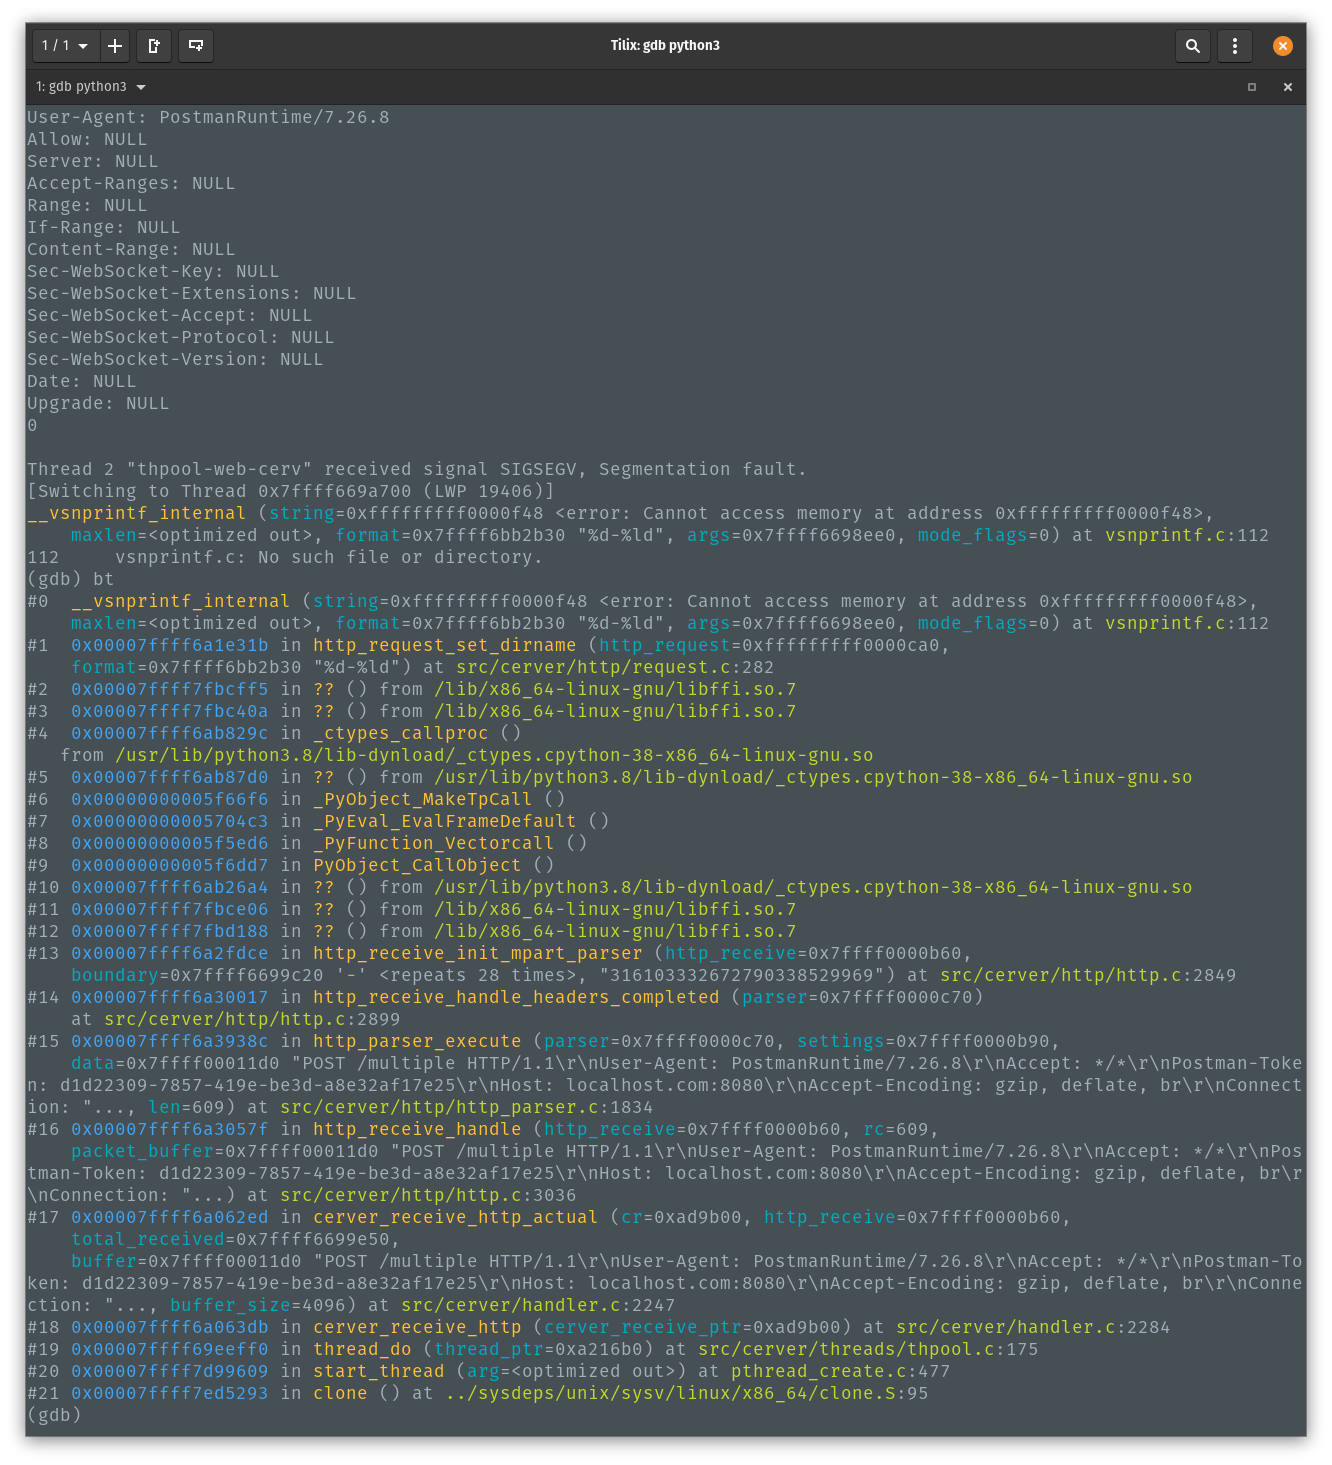 1 / 1
Tilix: gdb python3
1: gdb python3
User-Agent: PostmanRuntime/7.26.8
Allow: NULL
Server: NULL
Accept-Ranges: NULL
Range: NULL
If-Range: NULL
Content-Range: NULL
Sec-WebSocket-Key: NULL
Sec-WebSocket-Extensions: NULL
Sec-WebSocket-Accept: NULL
Sec-WebSocket-Protocol: NULL
Sec-WebSocket-Version: NULL
Date: NULL
Upgrade: NULL
0
Thread 2 "thpool-web-cerv" received signal SIGSEGV, Segmentation fault.
[Switching to Thread 0x7ffff669a700 (LWP 19406)]
__vsnprintf_internal (string=0xfffffffff0000f48 <error: Cannot access memory at address 0xfffffffff0000f48>,
    maxlen=<optimized out>, format=0x7ffff6bb2b30 "%d-%ld", args=0x7ffff6698ee0, mode_flags=0) at vsnprintf.c:112
112     vsnprintf.c: No such file or directory.
(gdb) bt
#0  __vsnprintf_internal (string=0xfffffffff0000f48 <error: Cannot access memory at address 0xfffffffff0000f48>,
    maxlen=<optimized out>, format=0x7ffff6bb2b30 "%d-%ld", args=0x7ffff6698ee0, mode_flags=0) at vsnprintf.c:112
#1  0x00007ffff6a1e31b in http_request_set_dirname (http_request=0xfffffffff0000ca0,
    format=0x7ffff6bb2b30 "%d-%ld") at src/cerver/http/request.c:282
#2  0x00007ffff7fbcff5 in ?? () from /lib/x86_64-linux-gnu/libffi.so.7
#3  0x00007ffff7fbc40a in ?? () from /lib/x86_64-linux-gnu/libffi.so.7
#4  0x00007ffff6ab829c in _ctypes_callproc ()
   from /usr/lib/python3.8/lib-dynload/_ctypes.cpython-38-x86_64-linux-gnu.so
#5  0x00007ffff6ab87d0 in ?? () from /usr/lib/python3.8/lib-dynload/_ctypes.cpython-38-x86_64-linux-gnu.so
#6  0x00000000005f66f6 in _PyObject_MakeTpCall ()
#7  0x00000000005704c3 in _PyEval_EvalFrameDefault ()
#8  0x00000000005f5ed6 in _PyFunction_Vectorcall ()
#9  0x00000000005f6dd7 in PyObject_CallObject ()
#10 0x00007ffff6ab26a4 in ?? () from /usr/lib/python3.8/lib-dynload/_ctypes.cpython-38-x86_64-linux-gnu.so
#11 0x00007ffff7fbce06 in ?? () from /lib/x86_64-linux-gnu/libffi.so.7
#12 0x00007ffff7fbd188 in ?? () from /lib/x86_64-linux-gnu/libffi.so.7
#13 0x00007ffff6a2fdce in http_receive_init_mpart_parser (http_receive=0x7ffff0000b60,
    boundary=0x7ffff6699c20 '-' <repeats 28 times>, "316103332672790338529969") at src/cerver/http/http.c:2849
#14 0x00007ffff6a30017 in http_receive_handle_headers_completed (parser=0x7ffff0000c70)
    at src/cerver/http/http.c:2899
#15 0x00007ffff6a3938c in http_parser_execute (parser=0x7ffff0000c70, settings=0x7ffff0000b90,
    data=0x7ffff00011d0 "POST /multiple HTTP/1.1\r\nUser-Agent: PostmanRuntime/7.26.8\r\nAccept: */*\r\nPostman-Toke
n: d1d22309-7857-419e-be3d-a8e32af17e25\r\nHost: localhost.com:8080\r\nAccept-Encoding: gzip, deflate, br\r\nConnect
ion: "..., len=609) at src/cerver/http/http_parser.c:1834
#16 0x00007ffff6a3057f in http_receive_handle (http_receive=0x7ffff0000b60, rc=609,
    packet_buffer=0x7ffff00011d0 "POST /multiple HTTP/1.1\r\nUser-Agent: PostmanRuntime/7.26.8\r\nAccept: */*\r\nPos
tman-Token: d1d22309-7857-419e-be3d-a8e32af17e25\r\nHost: localhost.com:8080\r\nAccept-Encoding: gzip, deflate, br\r
\nConnection: "...) at src/cerver/http/http.c:3036
#17 0x00007ffff6a062ed in cerver_receive_http_actual (cr=0xad9b00, http_receive=0x7ffff0000b60,
    total_received=0x7ffff6699e50,
    buffer=0x7ffff00011d0 "POST /multiple HTTP/1.1\r\nUser-Agent: PostmanRuntime/7.26.8\r\nAccept: */*\r\nPostman-To
ken: d1d22309-7857-419e-be3d-a8e32af17e25\r\nHost: localhost.com:8080\r\nAccept-Encoding: gzip, deflate, br\r\nConne
ction: "..., buffer_size=4096) at src/cerver/handler.c:2247
#18 0x00007ffff6a063db in cerver_receive_http (cerver_receive_ptr=0xad9b00) at src/cerver/handler.c:2284
#19 0x00007ffff69eeff0 in thread_do (thread_ptr=0xa216b0) at src/cerver/threads/thpool.c:175
#20 0x00007ffff7d99609 in start_thread (arg=<optimized out>) at pthread_create.c:477
#21 0x00007ffff7ed5293 in clone () at ../sysdeps/unix/sysv/linux/x86_64/clone.S:95
(gdb)